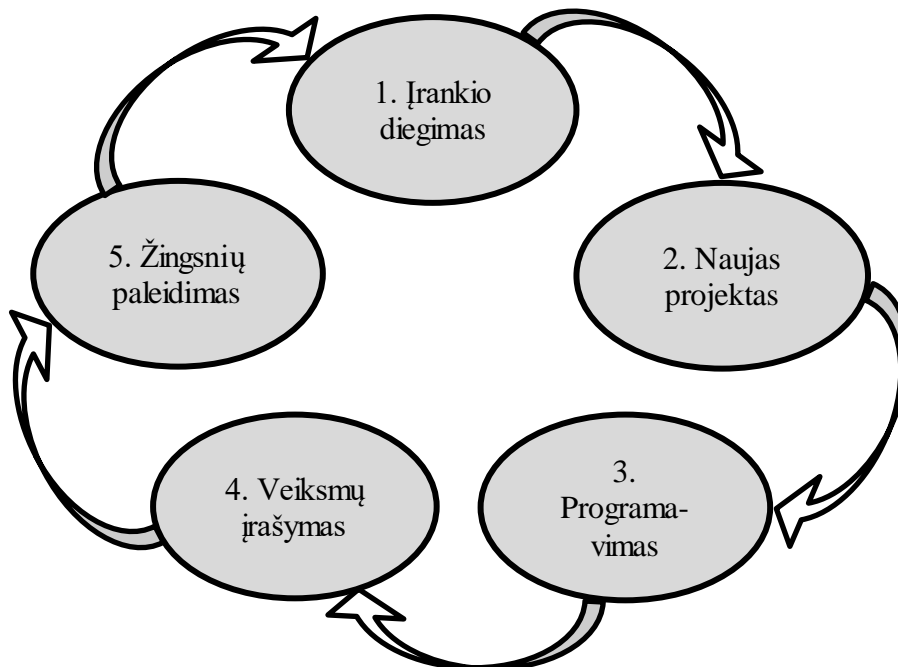 1. Įrankio
diegimas
2. Naujas
projektas
3.
Programa-
vimas
4. Veiksmų
įrašymas
5. Žingsnių
paleidimas